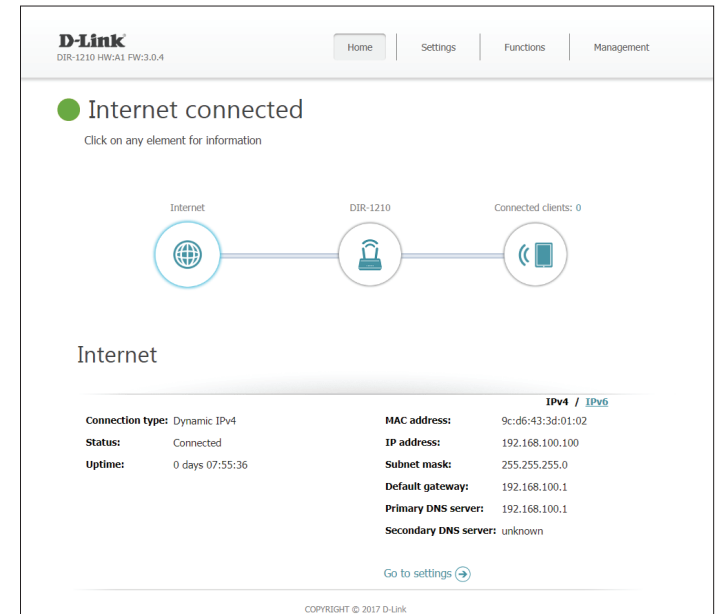 D-Link
DIR-1210 HW:A1 FW:3.0.4
Home Settings Functions Management
Internet connected
Click on any element for information
Internet DIR-1210 Connected clients: 0
Internet
IPv4 / IPv6
Connection type: Dynamic IPv4 MAC address: 9c:d6:43:3d:01:02
Status: Connected IP address: 192.168.100.100
Uptime: 0 days 07:55:36 Subnet mask: 255.255.255.0
Default gateway: 192.168.100.1
Primary DNS server: 192.168.100.1
Secondary DNS server: unknown
Go to settings
COPYRIGHT © 2017 D-Link